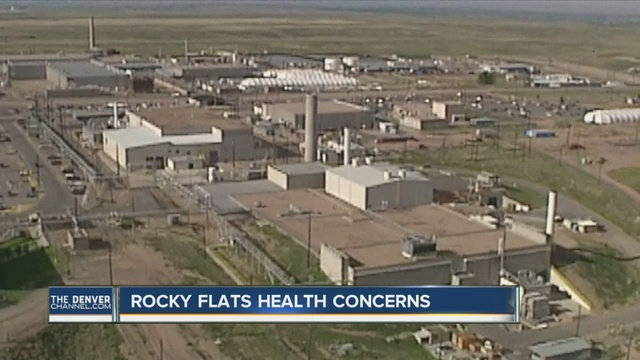 THE DENVER
CHANNEL.COM
ROCKY FLATS HEALTH CONCERNS